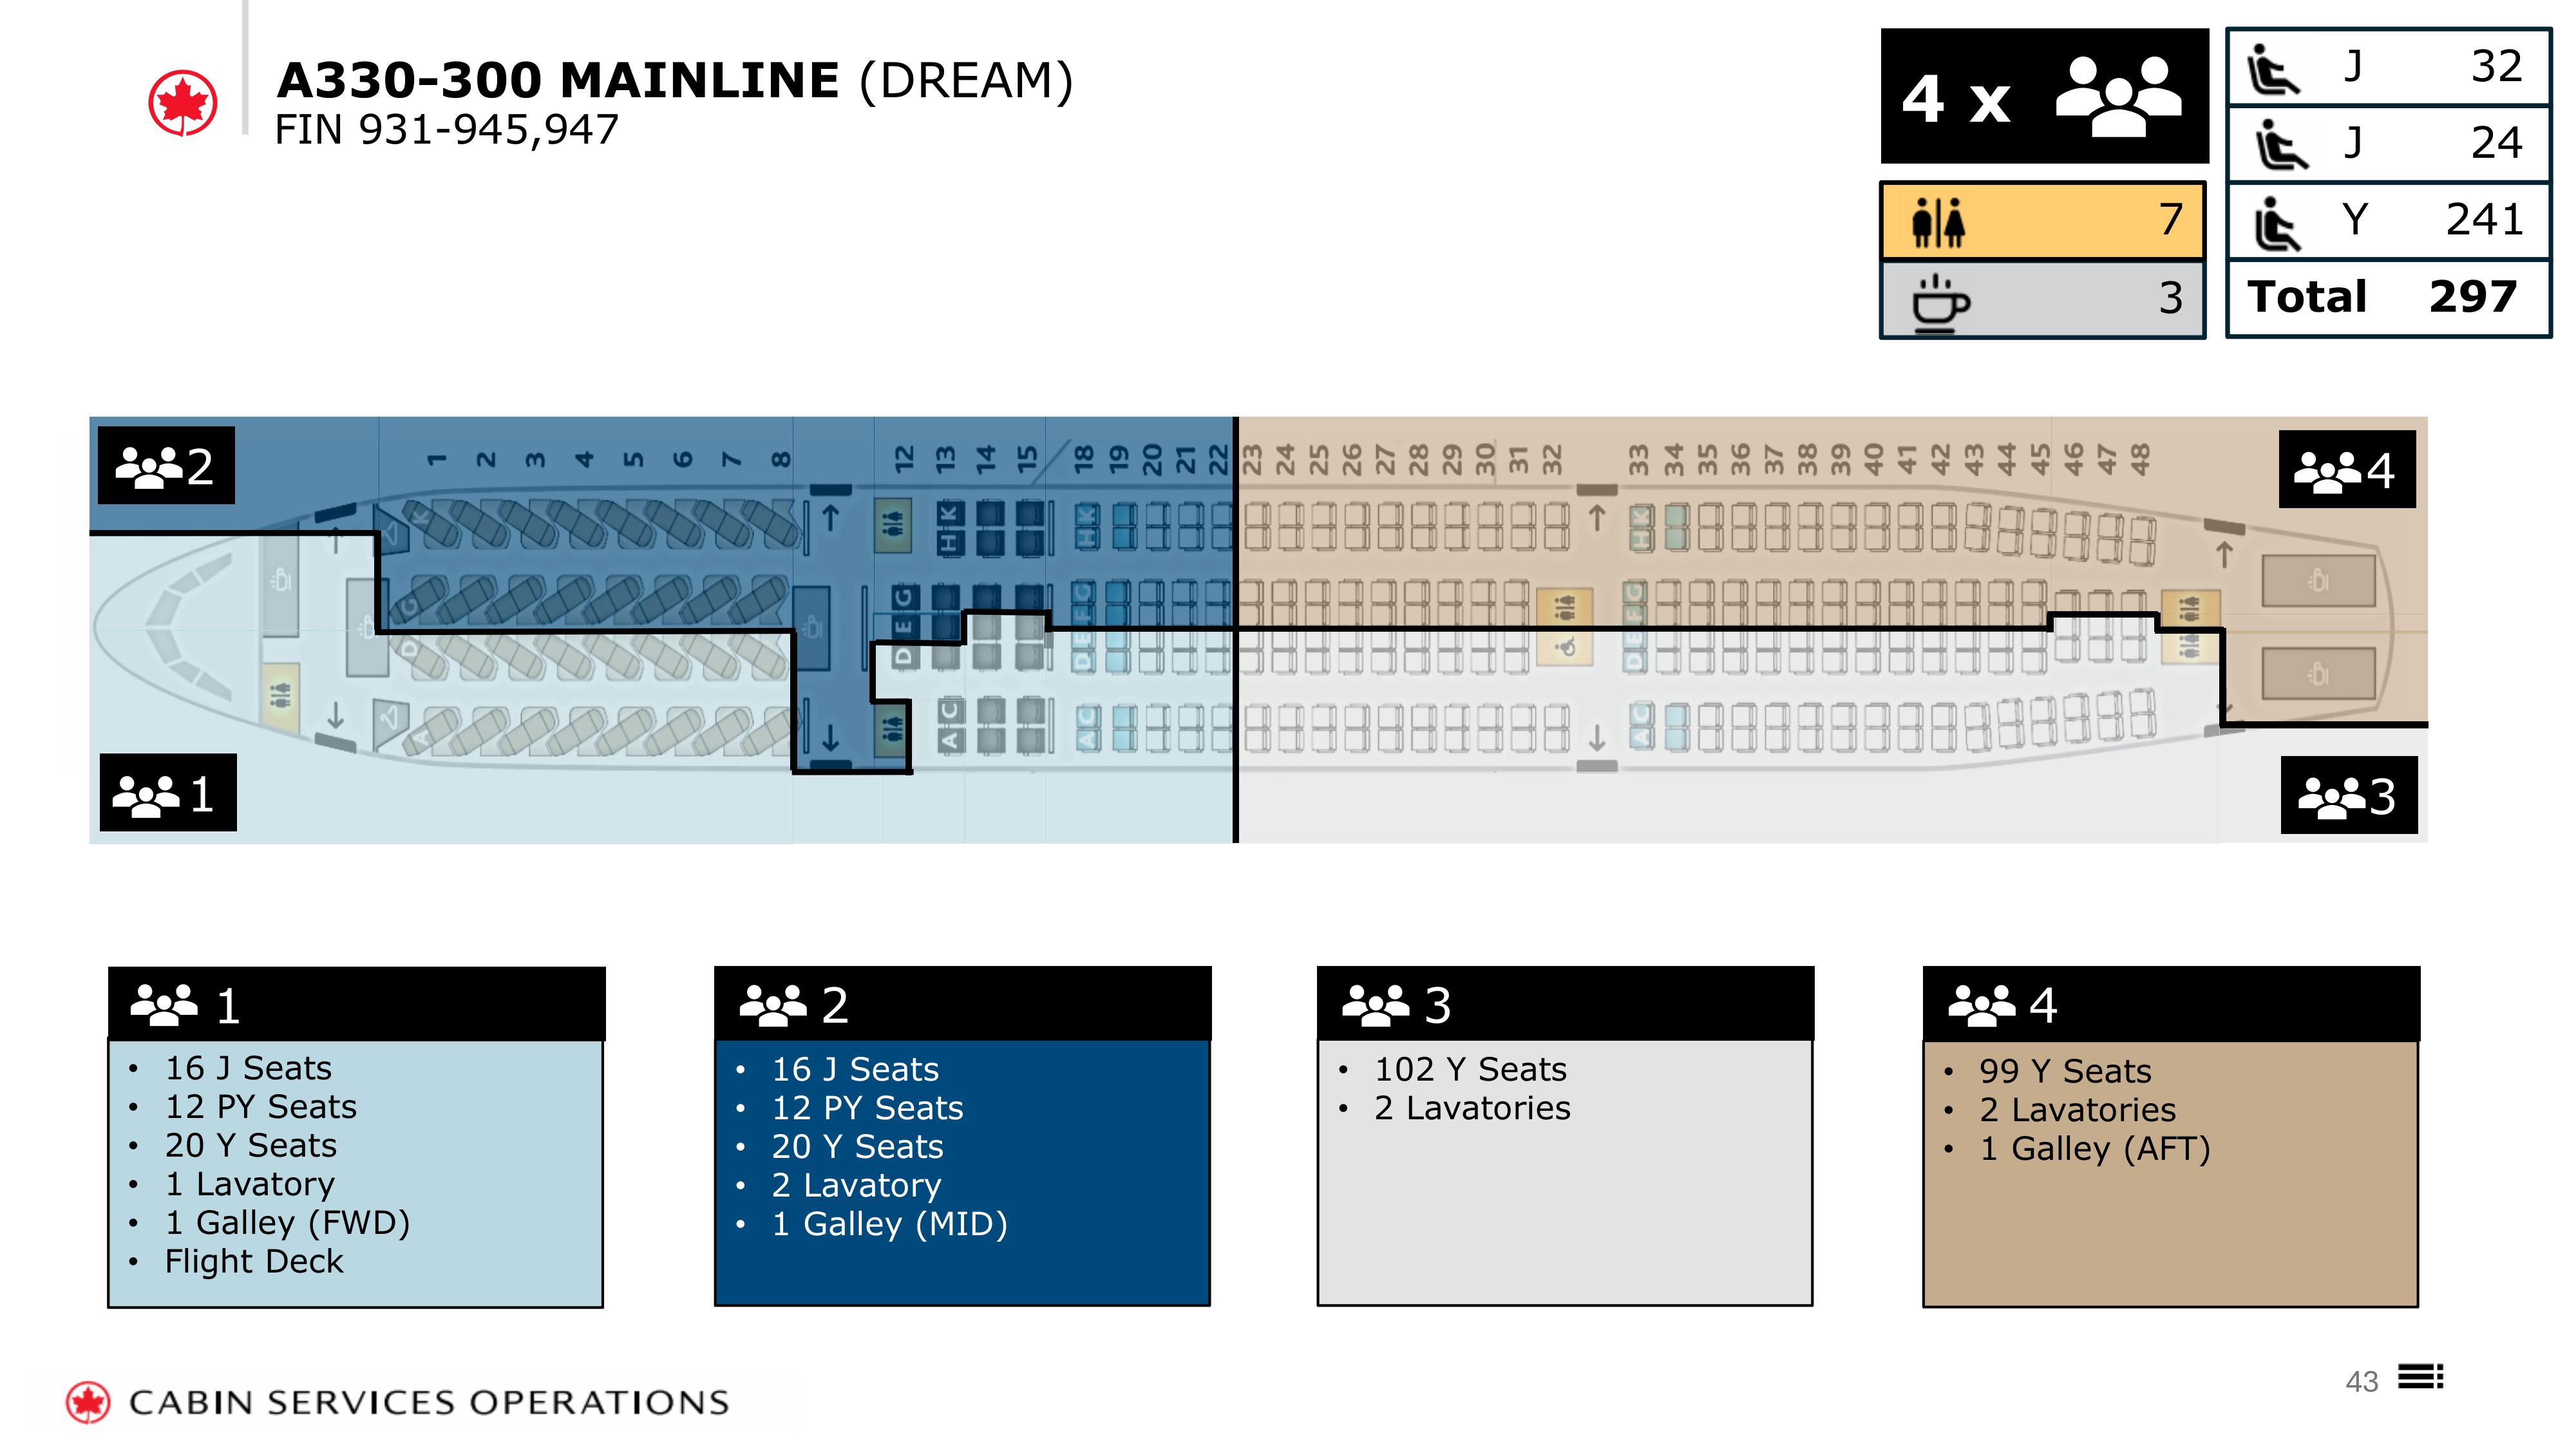 A330-300 MAINLINE (DREAM)
FIN 931-945,947
4 x
7
3
J 32
J 24
Y 241
Total 297
2
1 2 3 4 5 6 7 8 12 13 14 15 18 19 20 21 22 23 24 25 26 27 28 29 30 31 32 33 34 35 36 37 38 39 40 41 42 43 44 45 46 47 48
4
K H K H K H K
G D E G D E F G D E F G
D
A A C A C A C
1
3
1
• 16 J Seats
• 12 PY Seats
• 20 Y Seats
• 1 Lavatory
• 1 Galley (FWD)
• Flight Deck
2
• 16 J Seats
• 12 PY Seats
• 20 Y Seats
• 2 Lavatory
• 1 Galley (MID)
3
• 102 Y Seats
• 2 Lavatories
4
• 99 Y Seats
• 2 Lavatories
• 1 Galley (AFT)
CABIN SERVICES OPERATIONS
43